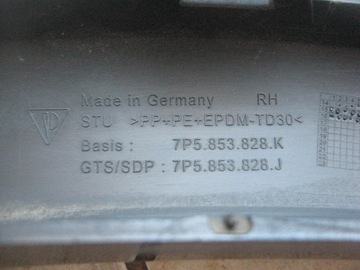 Made in Germany RH
STU >PP+PE+EPDM-TD30<
Basis : 7P5.853.828.K
GTS/SDP : 7P5.853.828.J